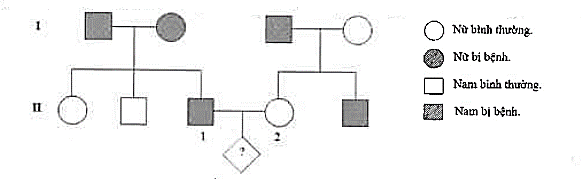 I
Nữ bình thường.
Nữ bị bệnh.
Nam bình thường.
II
Nam bị bệnh.
1 2
?